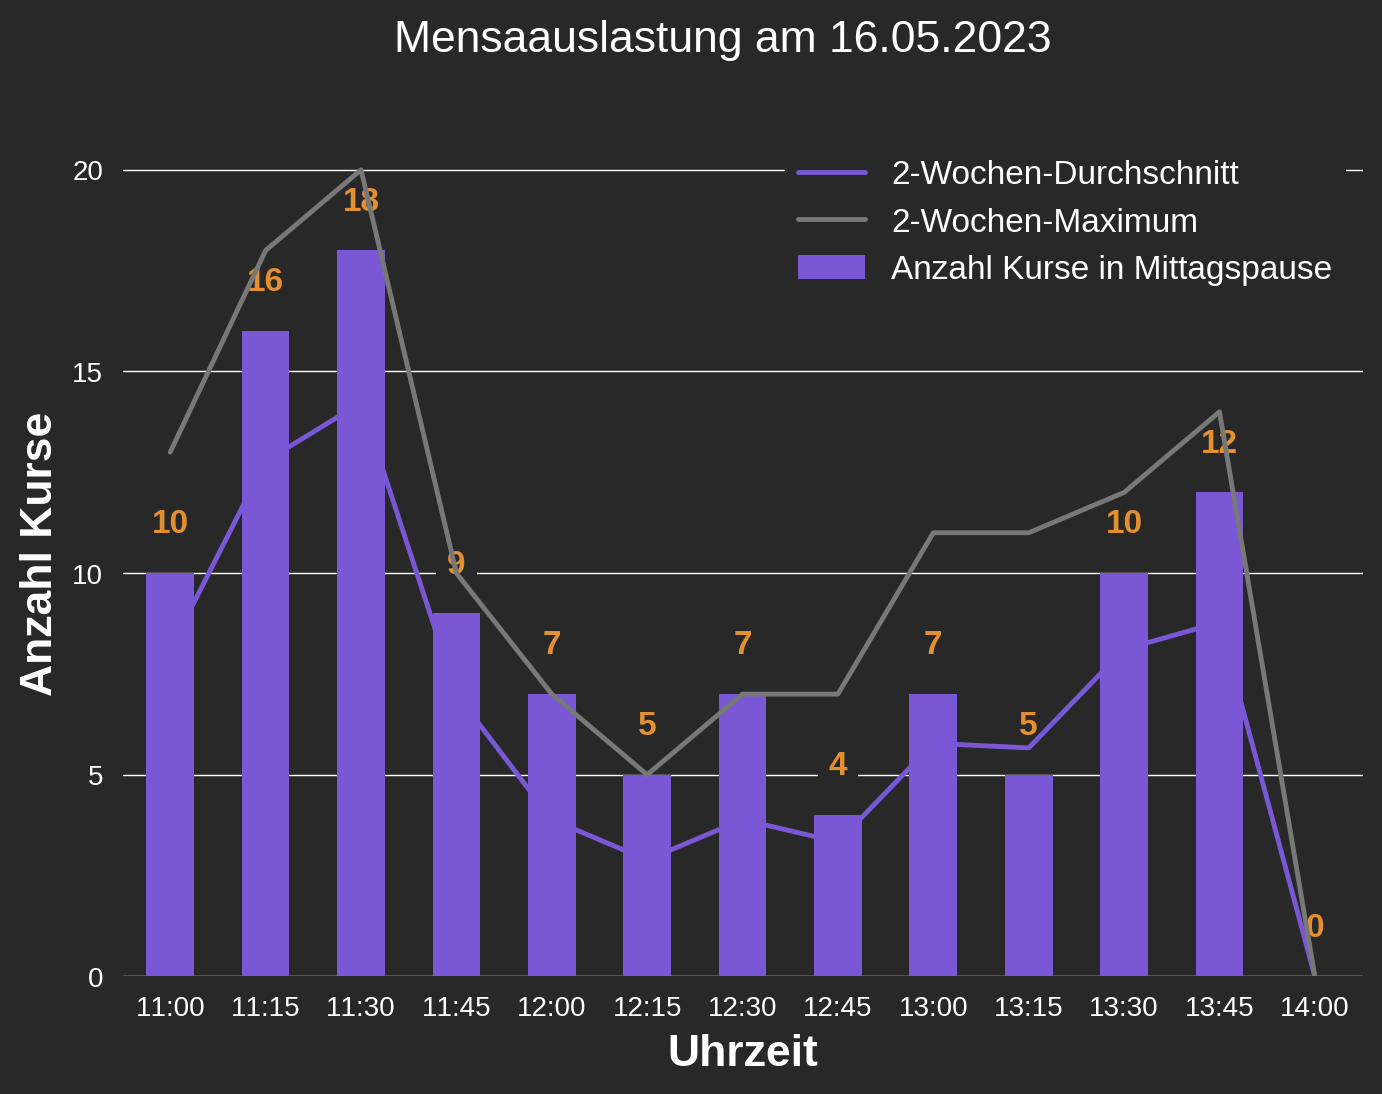 Mensaauslastung am 16.05.2023
2-Wochen-Durchschnitt
2-Wochen-Maximum
Anzahl Kurse in Mittagspause
Anzahl Kurse
20
15
10
5
0
10
16
18
9
7
5
7
4
7
5
10
12
0
11:00 11:15 11:30 11:45 12:00 12:15 12:30 12:45 13:00 13:15 13:30 13:45 14:00
Uhrzeit